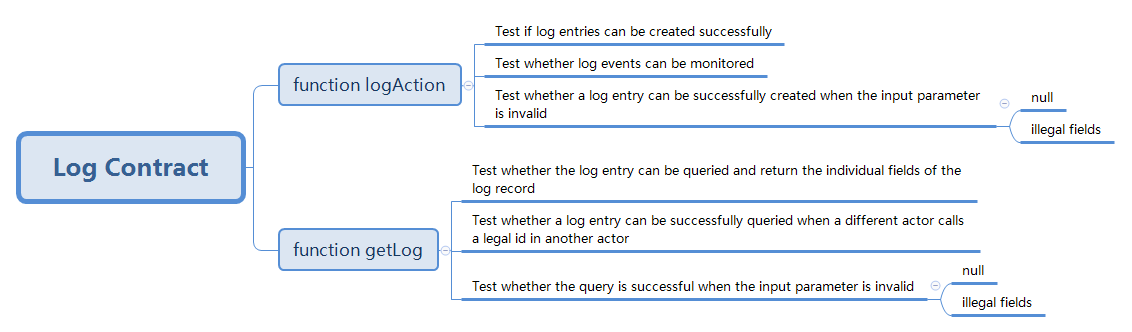 Log Contract
function logAction
Test if log entries can be created successfully
Test whether log events can be monitored
Test whether a log entry can be successfully created when the input parameter
is invalid
null
illegal fields
function getLog
Test whether the log entry can be queried and return the individual fields of the
log record
Test whether a log entry can be successfully queried when a different actor calls
a legal id in another actor
Test whether the query is successful when the input parameter is invalid
null
illegal fields